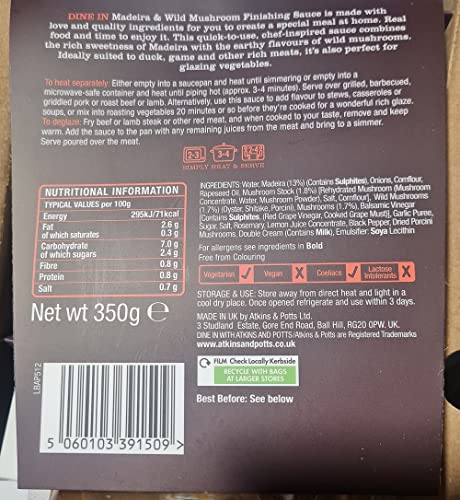 DINE IN Madeira & Wild Mushroom Finishing Sauce is made with
love and quality ingredients for you to create a special meal at home. Real
food and time to enjoy it. This quick-to-use, chef-inspired sauce combines
the rich sweetness of Madeira with the earthy flavours of wild mushrooms.
Ideally suited to duck, game and other rich meats, it's also perfect for
glazing vegetables.
To heat separately: Either empty into a saucepan and heat until simmering or empty into a
microwave-safe container and heat until piping hot (approx. 3-4 minutes). Serve over grilled, barbecued,
griddled pork or roast beef or lamb. Alternatively, use this sauce to add flavour to stews, casseroles or
soups, or mix into roasting vegetables 20 minutes or so before they're cooked for a wonderful rich glaze.
To deglaze: Fry beef or lamb steak or other red meat, and when cooked to your taste, remove and keep
warm. Add the sauce to the pan with any remaining juices from the meat and bring to a simmer.
Serve poured over the meat.
2-3 3-4
SIMPLY HEAT & SERVE
NUTRITIONAL INFORMATION
TYPICAL VALUES per 100g
Energy 295kJ/71kcal
Fat 2.6g
of which saturates 0.3g
Carbohydrate 7.0g
of which sugars 2.4g
Fibre 0.8g
Protein 0.8g
Salt 0.7g
Net wt 350g ℮
INGREDIENTS: Water, Madeira (13%) (Contains Sulphites), Onions, Cornflour,
Rapeseed Oil, Mushroom Stock (1.8%) [Rehydrated Mushroom (Mushroom
Concentrate, Water, Mushroom Powder), Salt, Cornflour], Wild Mushrooms
(1.7%) (Oyster, Shitake, Porcini), Mushrooms (1.7%), Balsamic Vinegar
[Contains Sulphites, (Red Grape Vinegar, Cooked Grape Must)], Garlic Puree,
Sugar, Salt, Rosemary, Lemon Juice Concentrate, Black Pepper, Dried Porcini
Mushrooms, Double Cream (Contains Milk), Emulsifier: Soya Lecithin
For allergens see ingredients in Bold
Free from Colouring
Vegetarian ✓ Vegan X Coeliacs ✓ Lactose Intolerants X
STORAGE & USE: Store away from direct heat and light in a
cool dry place. Once opened refrigerate and use within 3 days.
MADE IN UK by Atkins & Potts Ltd.
3 Studland Estate, Gore End Road, Ball Hill, RG20 0PW. UK.
DINE IN WITH ATKINS AND POTTS/Atkins & Potts are Registered Trademarks
www.atkinsandpotts.co.uk
FILM Check Locally Kerbside
RECYCLE WITH BAGS
AT LARGER STORES
Best Before: See below
LBAP512
5 060103 391509